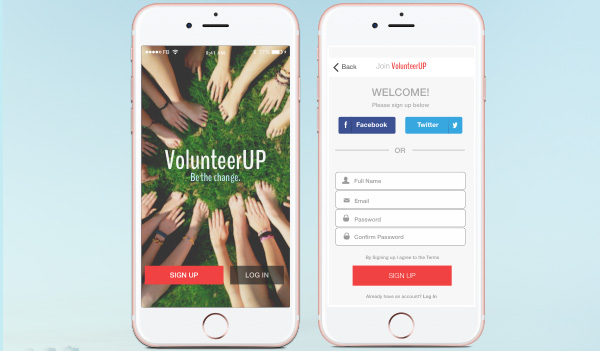 FB
VolunteerUP
Be the change.
SIGN UP
LOG IN
Back
Join VolunteerUP
WELCOME!
Please sign up below
f Facebook
Twitter
OR
Full Name
Email
Password
Confirm Password
By Signing up I agree to the Terms
SIGN UP
Already have an account? Log In